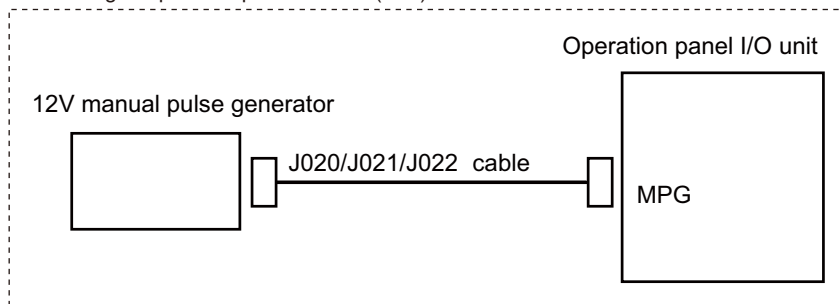 Operation panel I/O unit
12V manual pulse generator
J020/J021/J022 cable
MPG